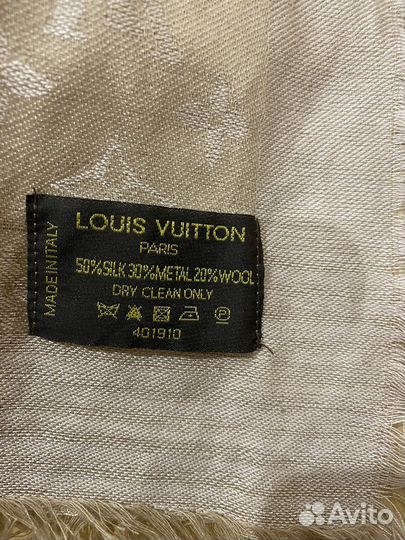 LOUIS VUITTON
PARIS
50%SILK 30%METAL 20%WOOL
DRY CLEAN ONLY
401910
MADE IN ITALY
Avito